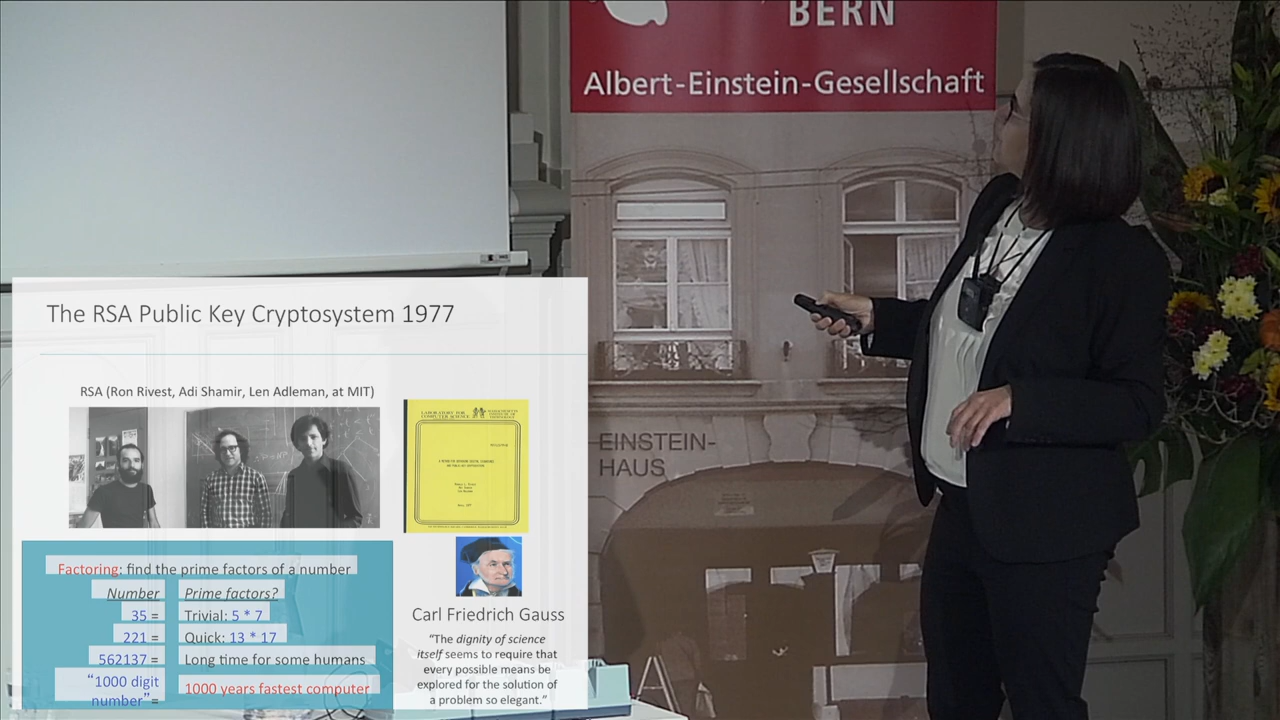 BERN
Albert-Einstein-Gesellschaft
EINSTEIN-
HAUS
The RSA Public Key Cryptosystem 1977
RSA (Ron Rivest, Adi Shamir, Len Adleman, at MIT)
LABORATORY FOR
COMPUTER SCIENCE
Factoring: find the prime factors of a number
Number Prime factors?
35 = Trivial: 5 * 7
221 = Quick: 13 * 17
562137 = Long time for some humans
“1000 digit
number”= 1000 years fastest computer
Carl Friedrich Gauss
“The dignity of science
itself seems to require that
every possible means be
explored for the solution of
a problem so elegant.”